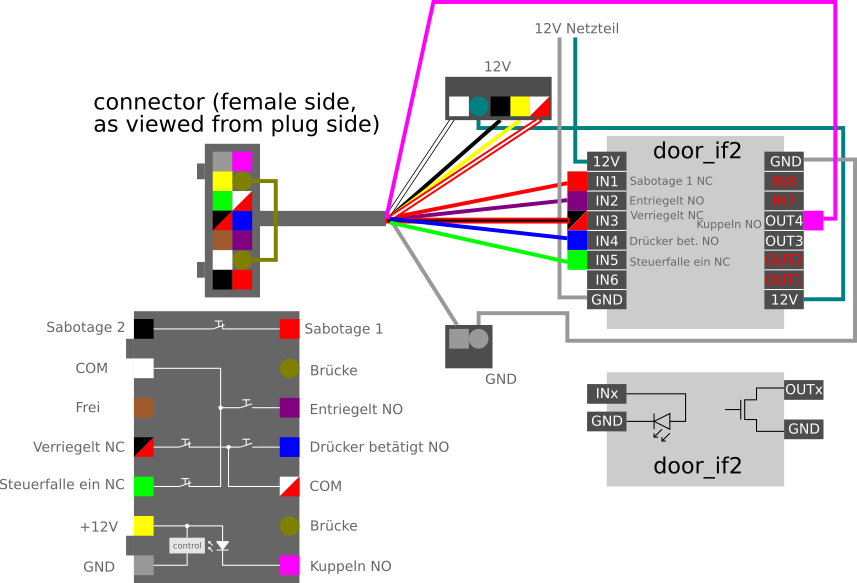 12V Netzteil
12V
connector (female side,
as viewed from plug side)
door_if2
12V
GND
IN1
Sabotage 1 NC
IN8
IN2
Entriegelt NO
IN7
IN3
Verriegelt NC
Kuppeln NO
OUT4
IN4
Drücker bet. NO
OUT3
IN5
Steuerfalle ein NC
OUT2
IN6
OUT1
GND
12V
GND
Sabotage 2
Sabotage 1
COM
Brücke
Frei
Entriegelt NO
Verriegelt NC
Drücker betätigt NO
Steuerfalle ein NC
COM
+12V
Brücke
control
GND
Kuppeln NO
INx
OUTx
GND
GND
door_if2